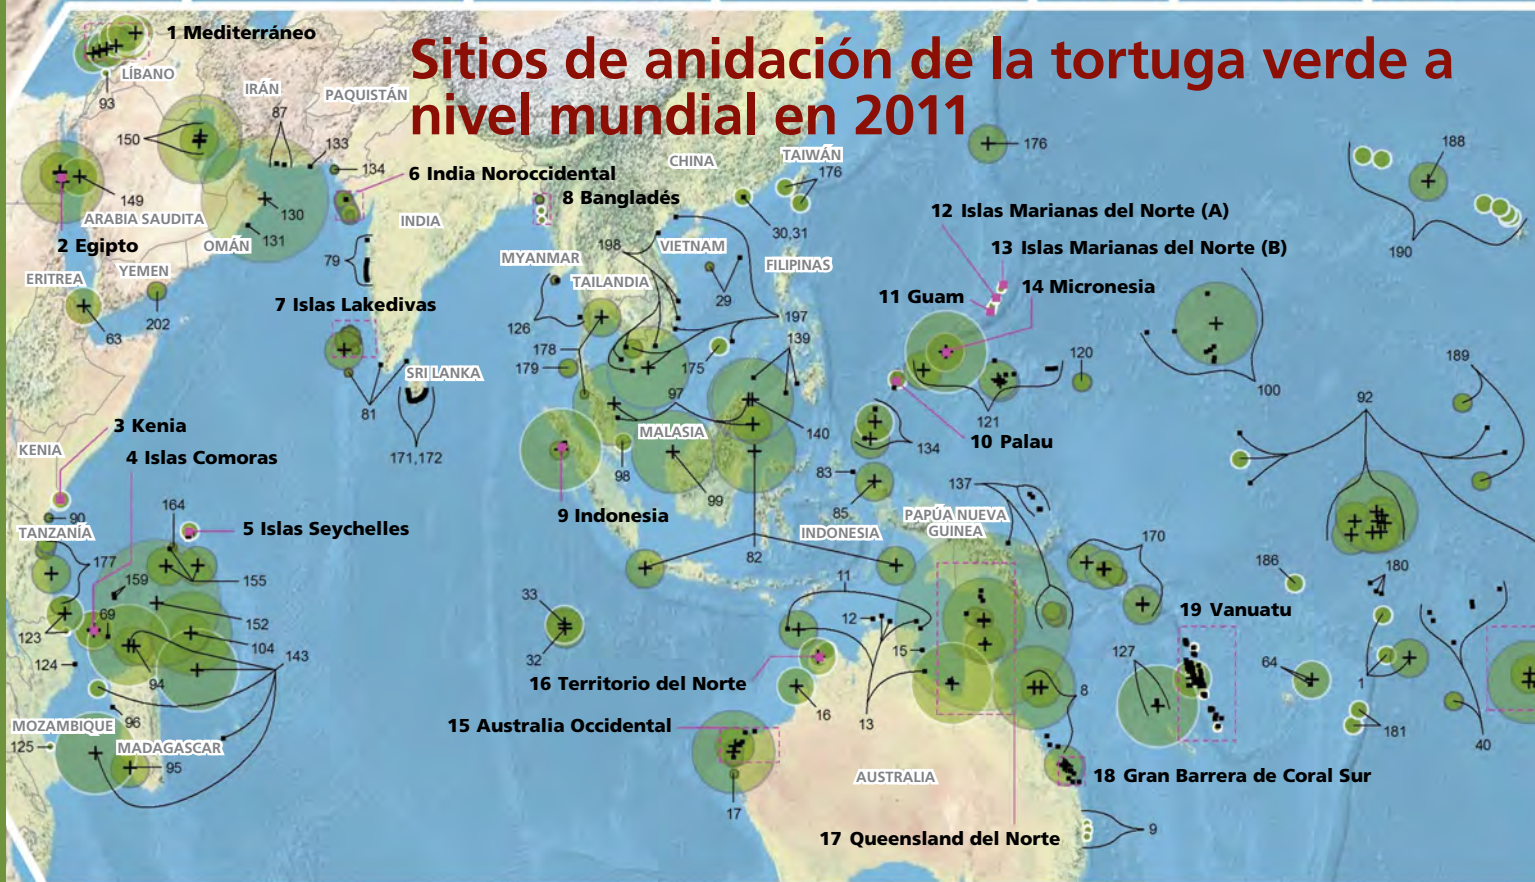 Sitios de anidación de la tortuga verde a
nivel mundial en 2011
1 Mediterráneo
LÍBANO
93
IRÁN
PAQUISTÁN
87
150
133
134
CHINA
TAIWÁN
176
176
188
149
6 India Noroccidental
8 Bangladés
30,31
ARABIA SAUDITA
130
131
INDIA
12 Islas Marianas del Norte (A)
2 Egipto
OMÁN
198
VIETNAM
13 Islas Marianas del Norte (B)
190
79
MYANMAR
FILIPINAS
ERITREA
YEMEN
TAILANDIA
14 Micronesia
7 Islas Lakedivas
29
11 Guam
63
202
126
197
139
178
179
175
120
189
SRI LANKA
97
100
92
81
121
3 Kenia
MALASIA
140
134
10 Palau
KENIA
4 Islas Comoras
171,172
98
83
99
137
164
85
9 Indonesia
PAPÚA NUEVA
GUINEA
90
5 Islas Seychelles
TANZANÍA
INDONESIA
82
170
177
159
155
186
180
11
33
69
152
12
19 Vanuatu
123
104
32
15
127
64
143
124
94
16 Territorio del Norte
8
1
96
16
13
MOZAMBIQUE
15 Australia Occidental
181
125
MADAGASCAR
40
95
AUSTRALIA
18 Gran Barrera de Coral Sur
17
9
17 Queensland del Norte